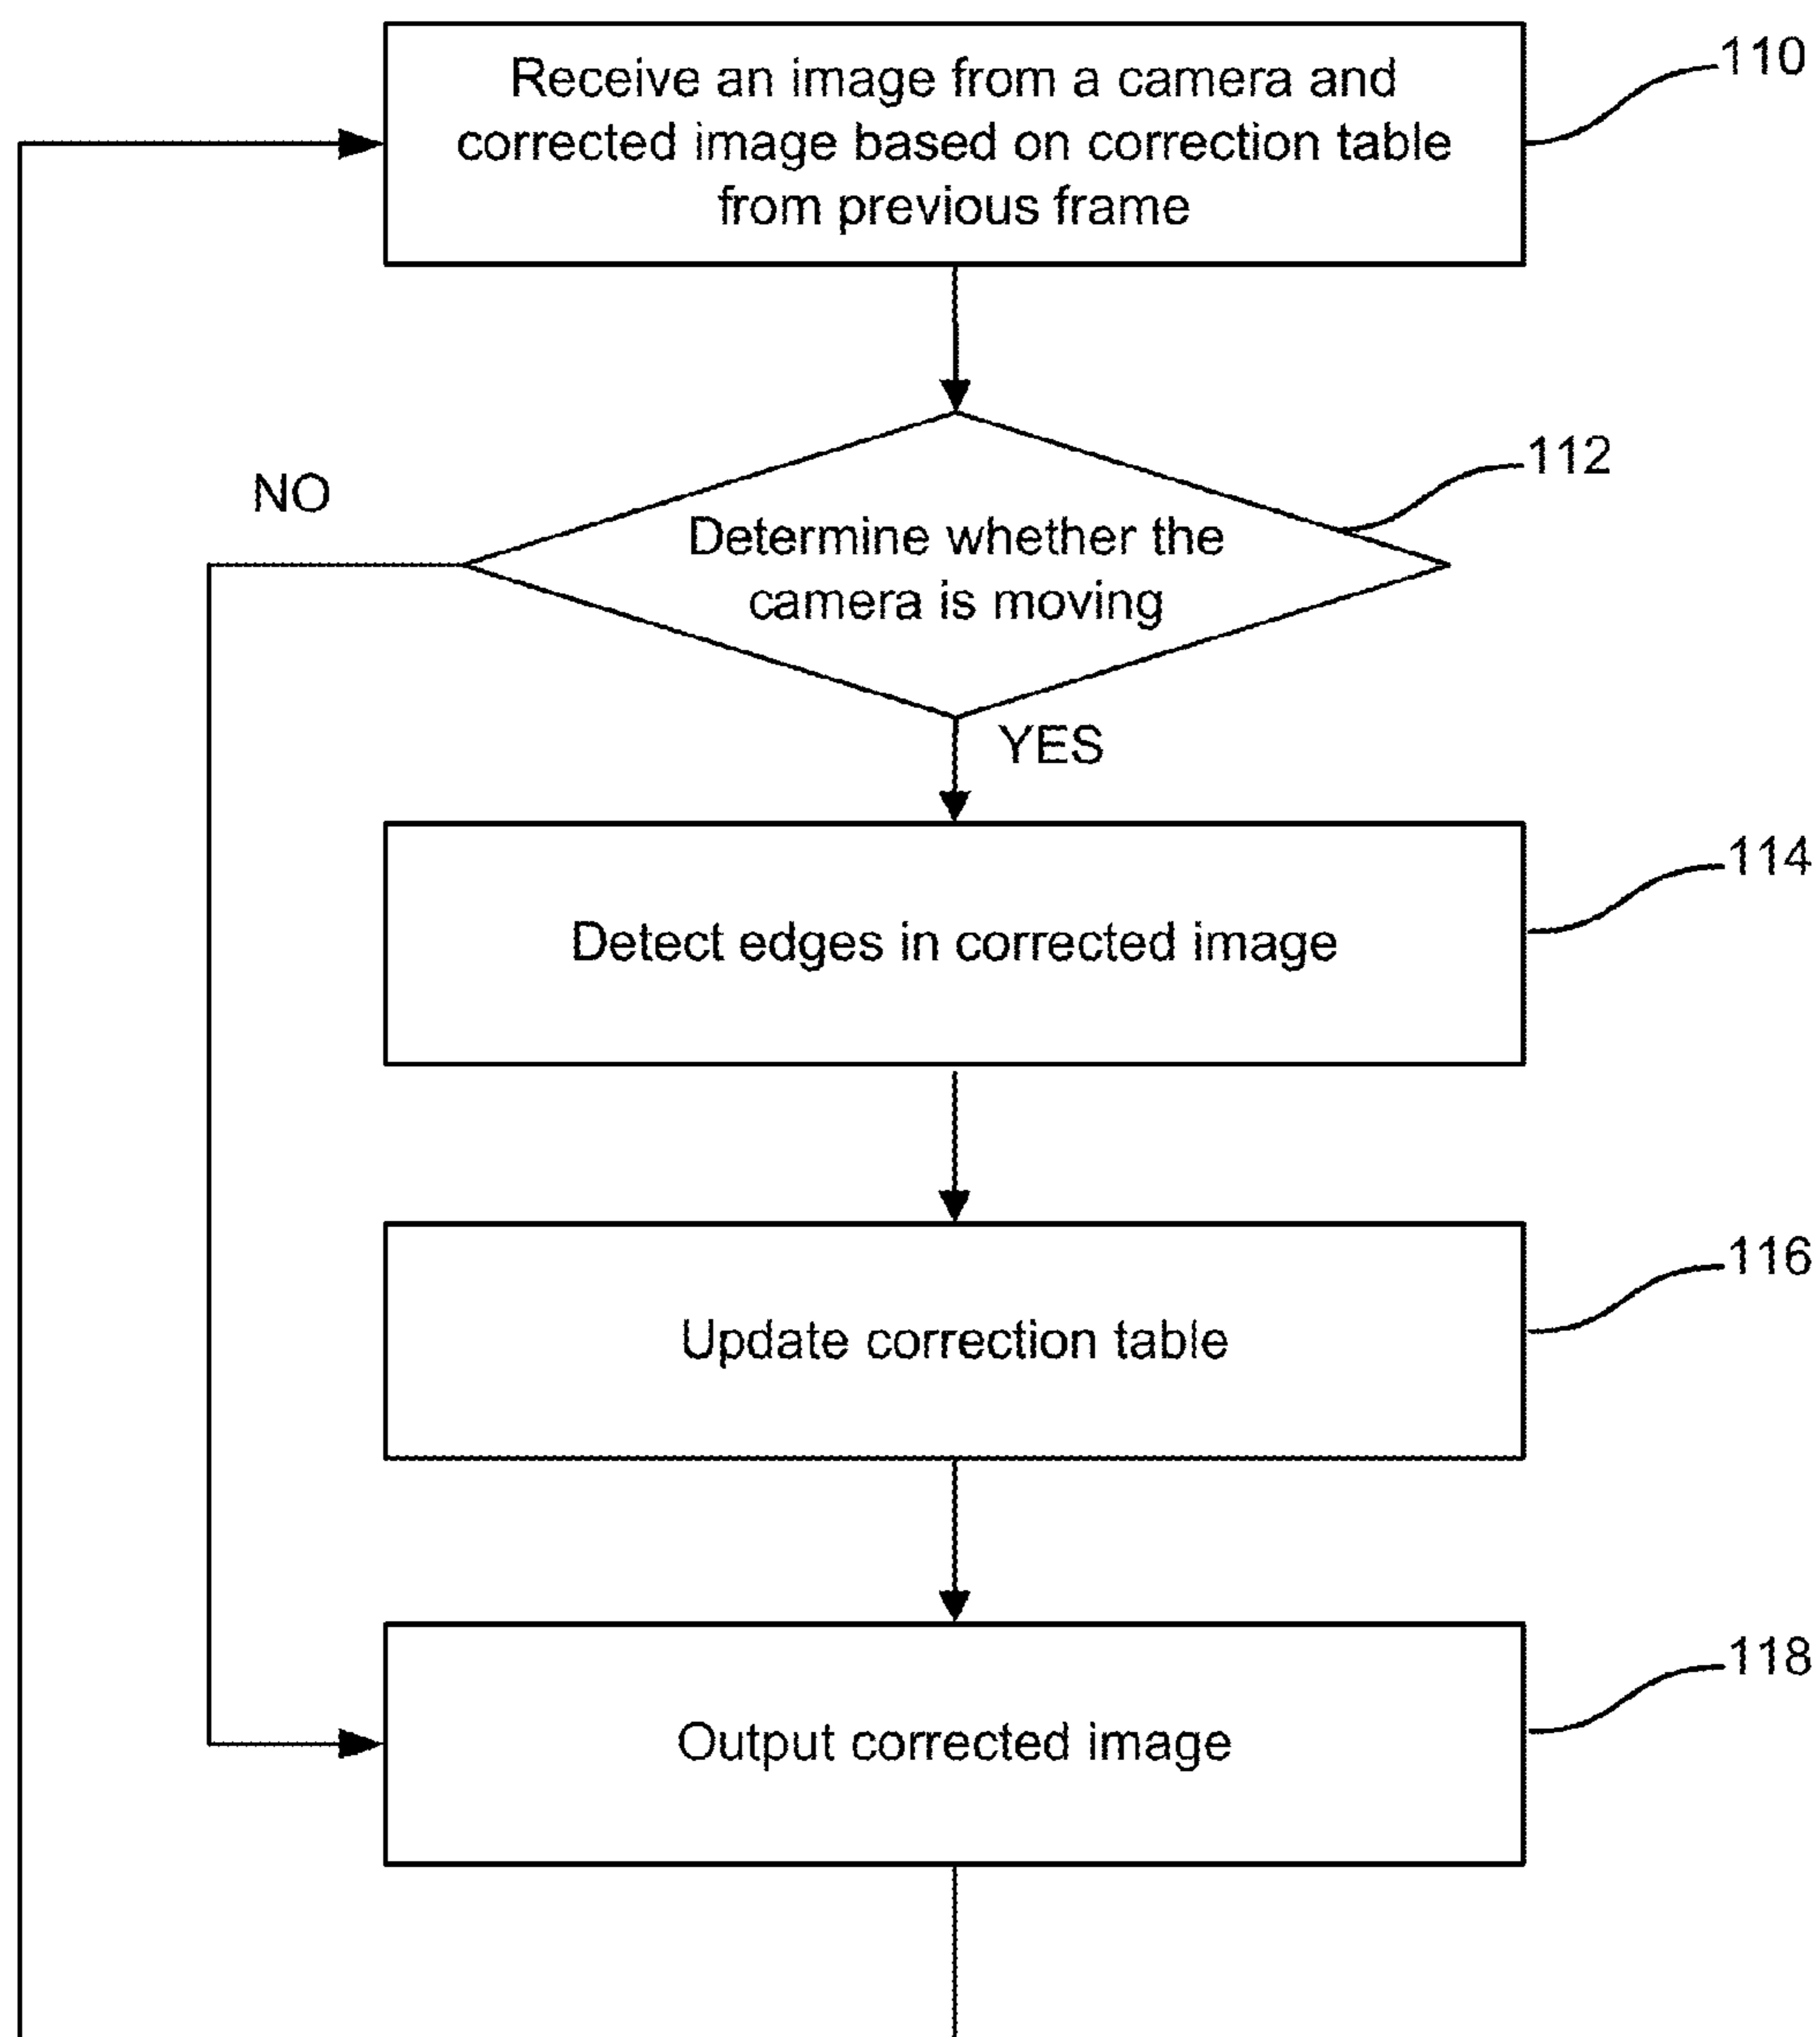 Receive an image from a camera and
corrected image based on correction table
from previous frame
110
NO
Determine whether the
camera is moving
112
YES
Detect edges in corrected image
114
Update correction table
116
Output corrected image
118